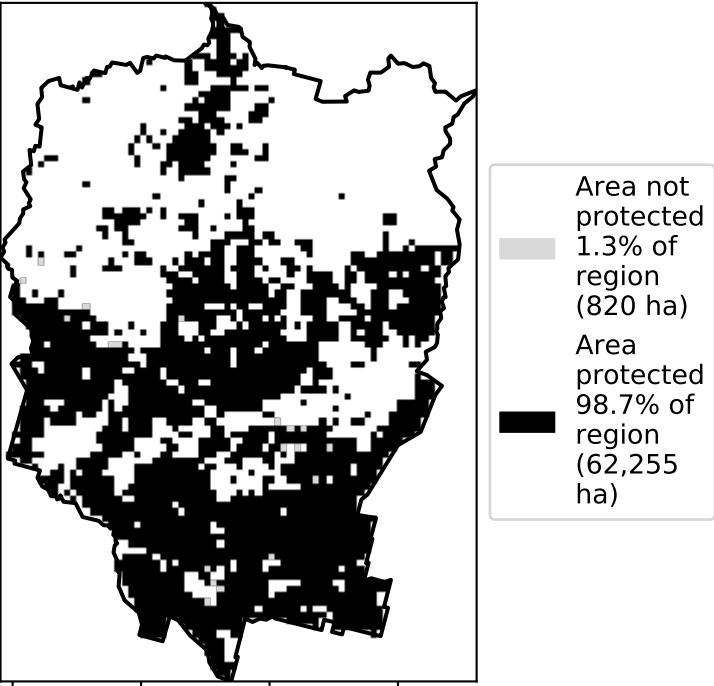 Area not
protected
1.3% of
region
(820 ha)
Area
protected
98.7% of
region
(62,255
ha)